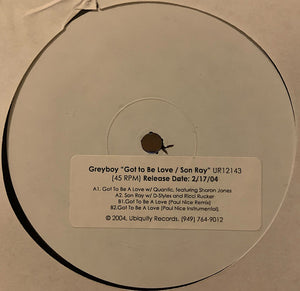 Greyboy "Got to Be Love / Son Ray" UR12143
(45 RPM) Release Date: 2/17/04
A1. Got To Be A Love w/ Quantic, featuring Sharon Jones
A2. Son Ray w/ D-Styles and Ricci Rucker
B1.Got To Be A Love (Paul Nice Remix)
B2.Got To Be A Love (Paul Nice Instrumental).
© 2004, Ubiquity Records. (949) 764-9012